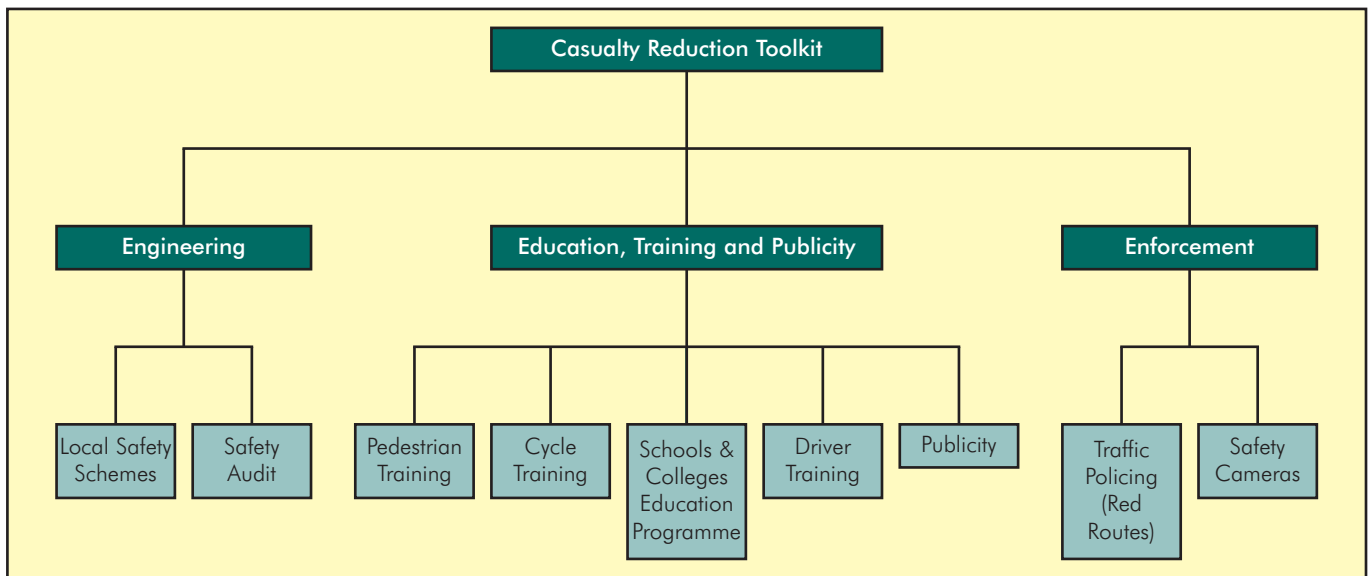 Casualty Reduction Toolkit
Engineering
Education, Training and Publicity
Enforcement
Local Safety
Schemes
Safety
Audit
Pedestrian
Training
Cycle
Training
Schools &
Colleges
Education
Programme
Driver
Training
Publicity
Traffic
Policing
(Red
Routes)
Safety
Cameras